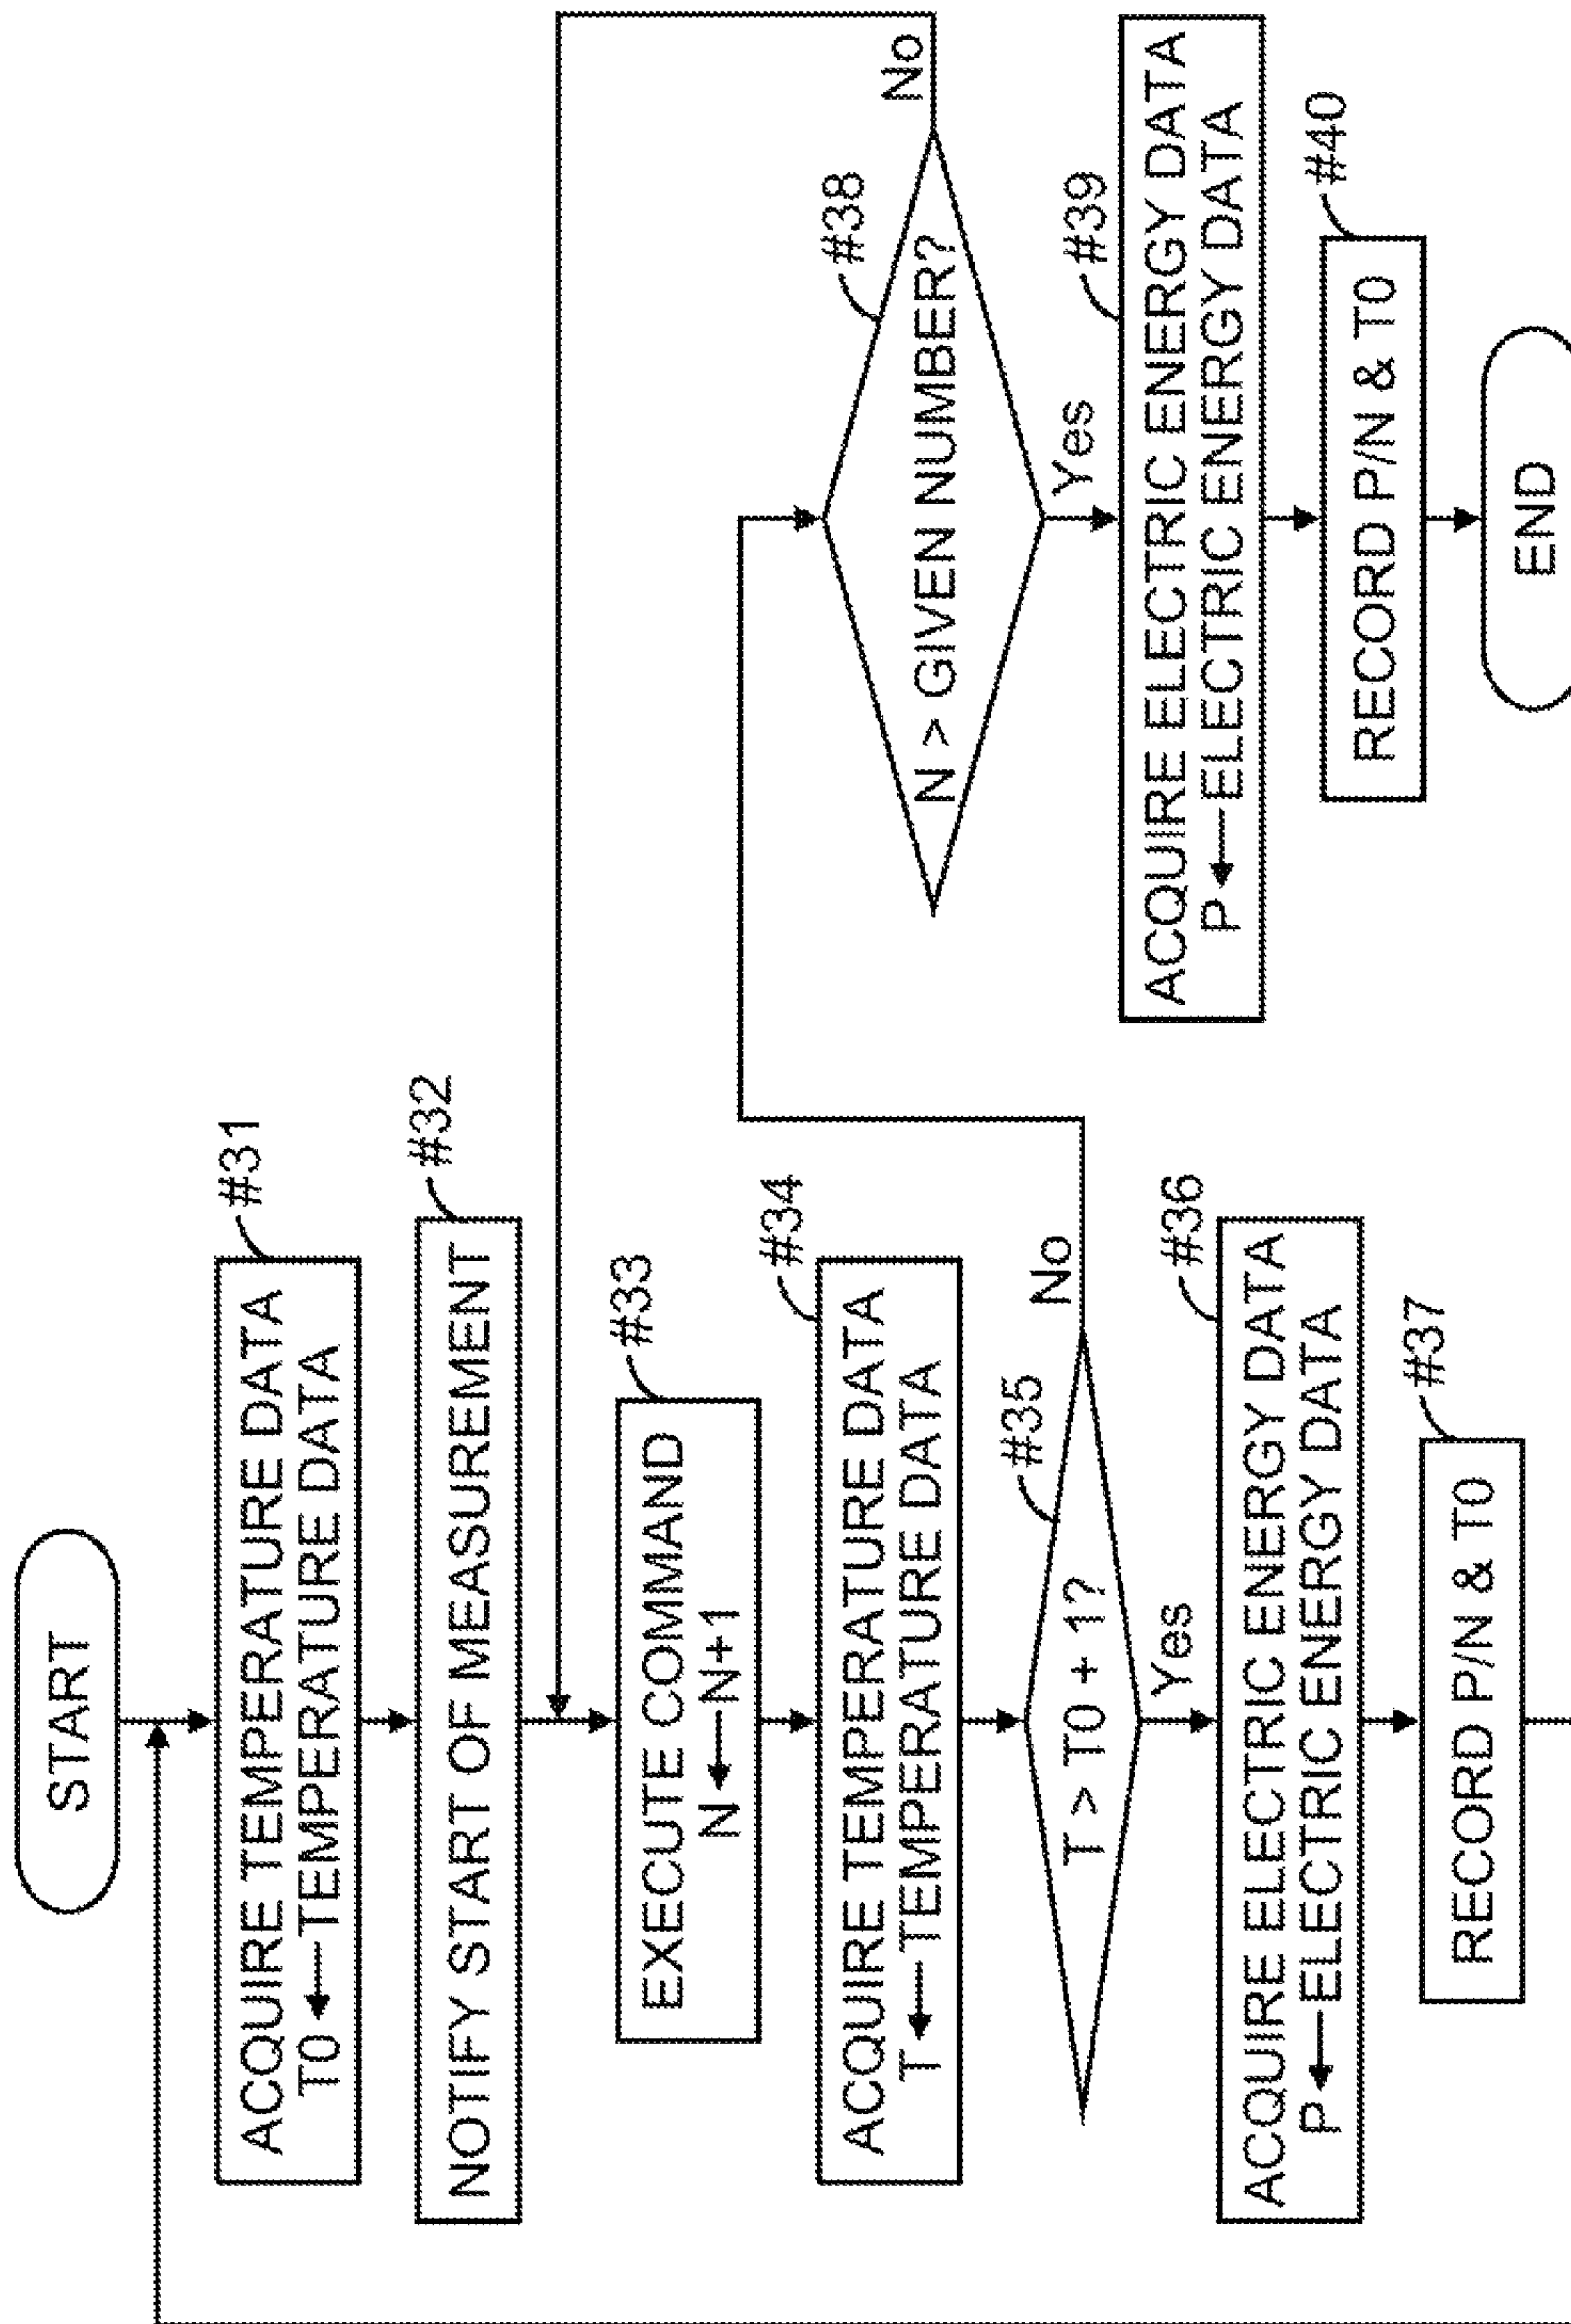 START
#31
ACQUIRE TEMPERATURE DATA
T0 ← TEMPERATURE DATA
#32
NOTIFY START OF MEASUREMENT
#33
EXECUTE COMMAND
N ← N+1
#34
ACQUIRE TEMPERATURE DATA
T ← TEMPERATURE DATA
#35
T > T0 + 1?
No
Yes
#36
ACQUIRE ELECTRIC ENERGY DATA
P ← ELECTRIC ENERGY DATA
#37
RECORD P/N & T0
#38
N > GIVEN NUMBER?
No
Yes
#39
ACQUIRE ELECTRIC ENERGY DATA
P ← ELECTRIC ENERGY DATA
#40
RECORD P/N & T0
END